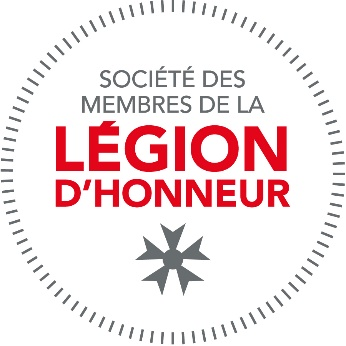 SOCIÉTÉ DES
MEMBRES DE LA
LÉGION
D'HONNEUR